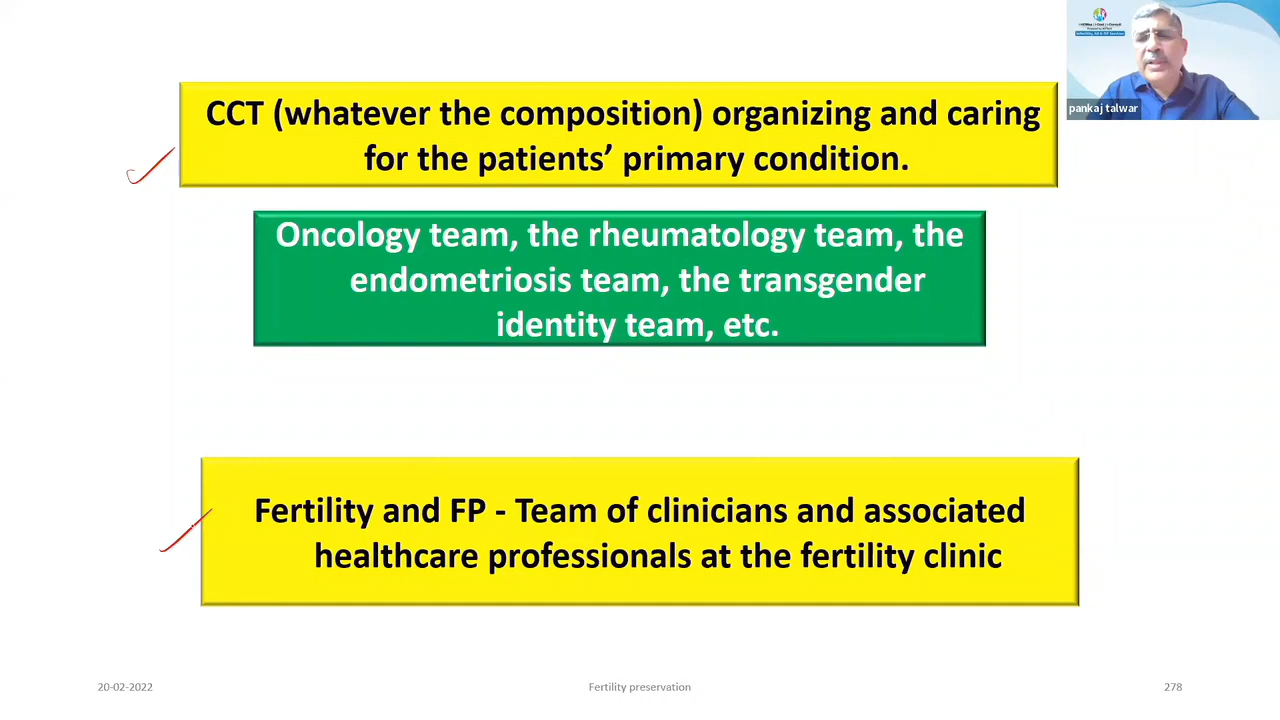 CCT (whatever the composition) organizing and caring
for the patients’ primary condition.
Oncology team, the rheumatology team, the
endometriosis team, the transgender
identity team, etc.
Fertility and FP - Team of clinicians and associated
healthcare professionals at the fertility clinic
20-02-2022
Fertility preservation
278
pankaj talwar